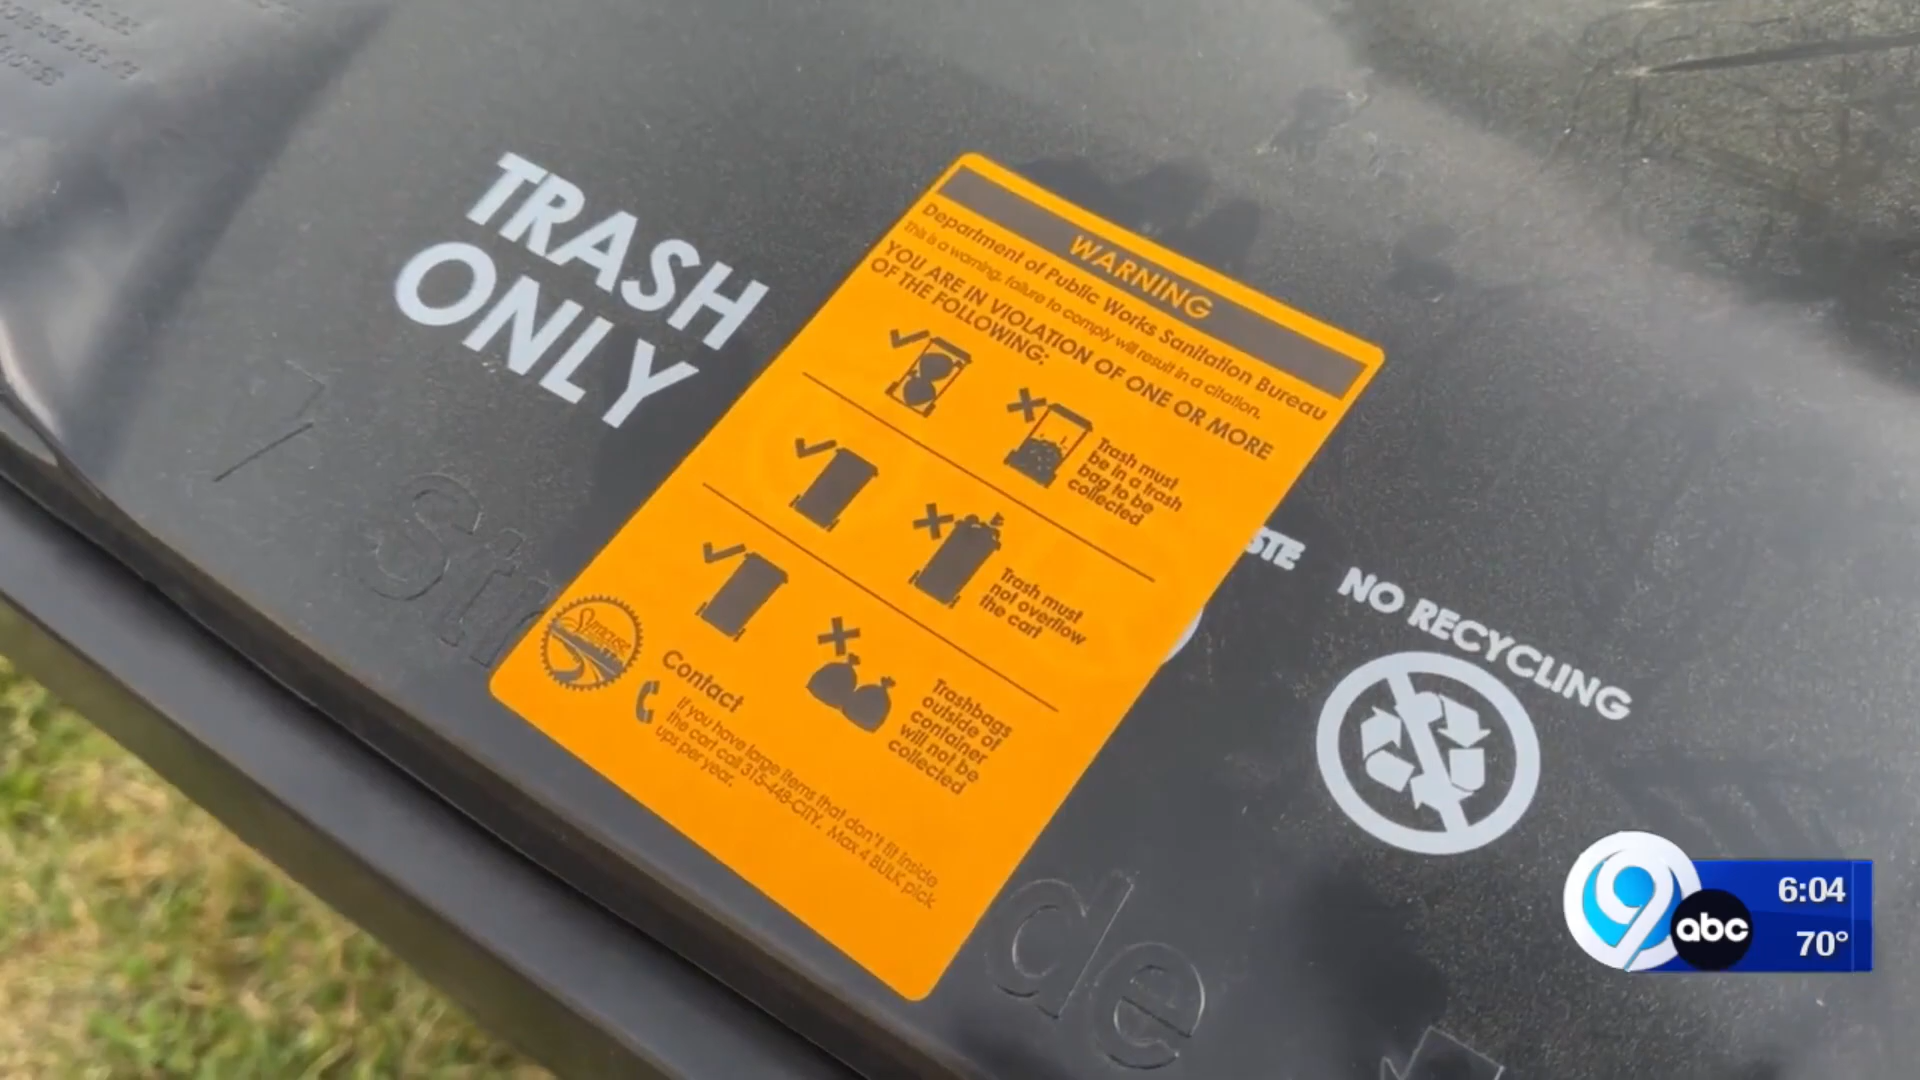 TRASH
ONLY
WARNING
Department of Public Works Sanitation Bureau
This is a warning, failure to comply will result in a citation.
YOU ARE IN VIOLATION OF ONE OR MORE
OF THE FOLLOWING:
Trash must
be in a trash
bag to be
collected
Trash must
not overflow
the cart
Trashbags
outside of
container
will not be
collected
SYRACUSE
Contact
If you have large items that don't fit inside
the cart call 315-448-CITY. Max 4 BULK pick
ups per year.
STE
NO RECYCLING
9
abc
6:04
70°